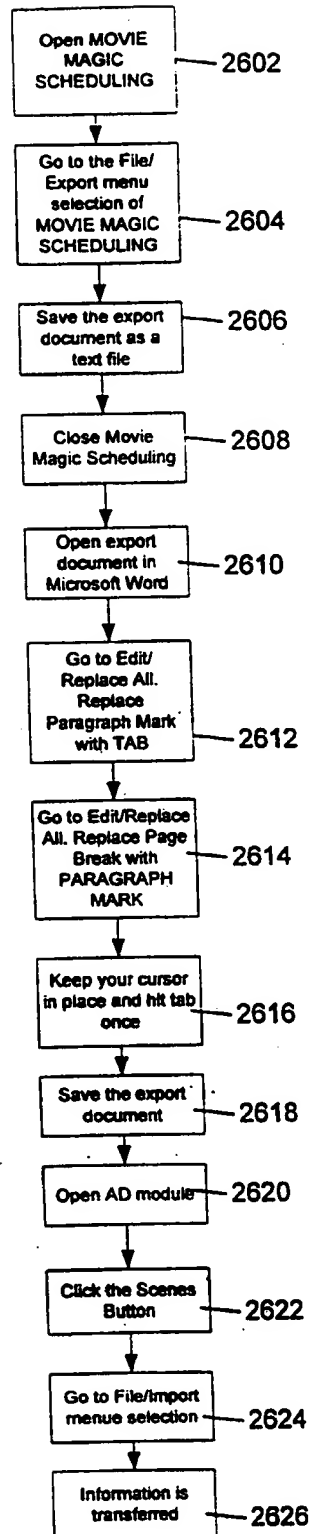 Open MOVIE
MAGIC
SCHEDULING
2602
Go to the File/
Export menu
selection of
MOVIE MAGIC
SCHEDULING
2604
Save the export
document as a
text file
2606
Close Movie
Magic Scheduling
2608
Open export
document in
Microsoft Word
2610
Go to Edit/
Replace All.
Replace
Paragraph Mark
with TAB
2612
Go to Edit/Replace
All. Replace Page
Break with
PARAGRAPH
MARK
2614
Keep your cursor
in place and hit tab
once
2616
Save the export
document
2618
Open AD module
2620
Click the Scenes
Button
2622
Go to File/Import
menue selection
2624
Information is
transferred
2626